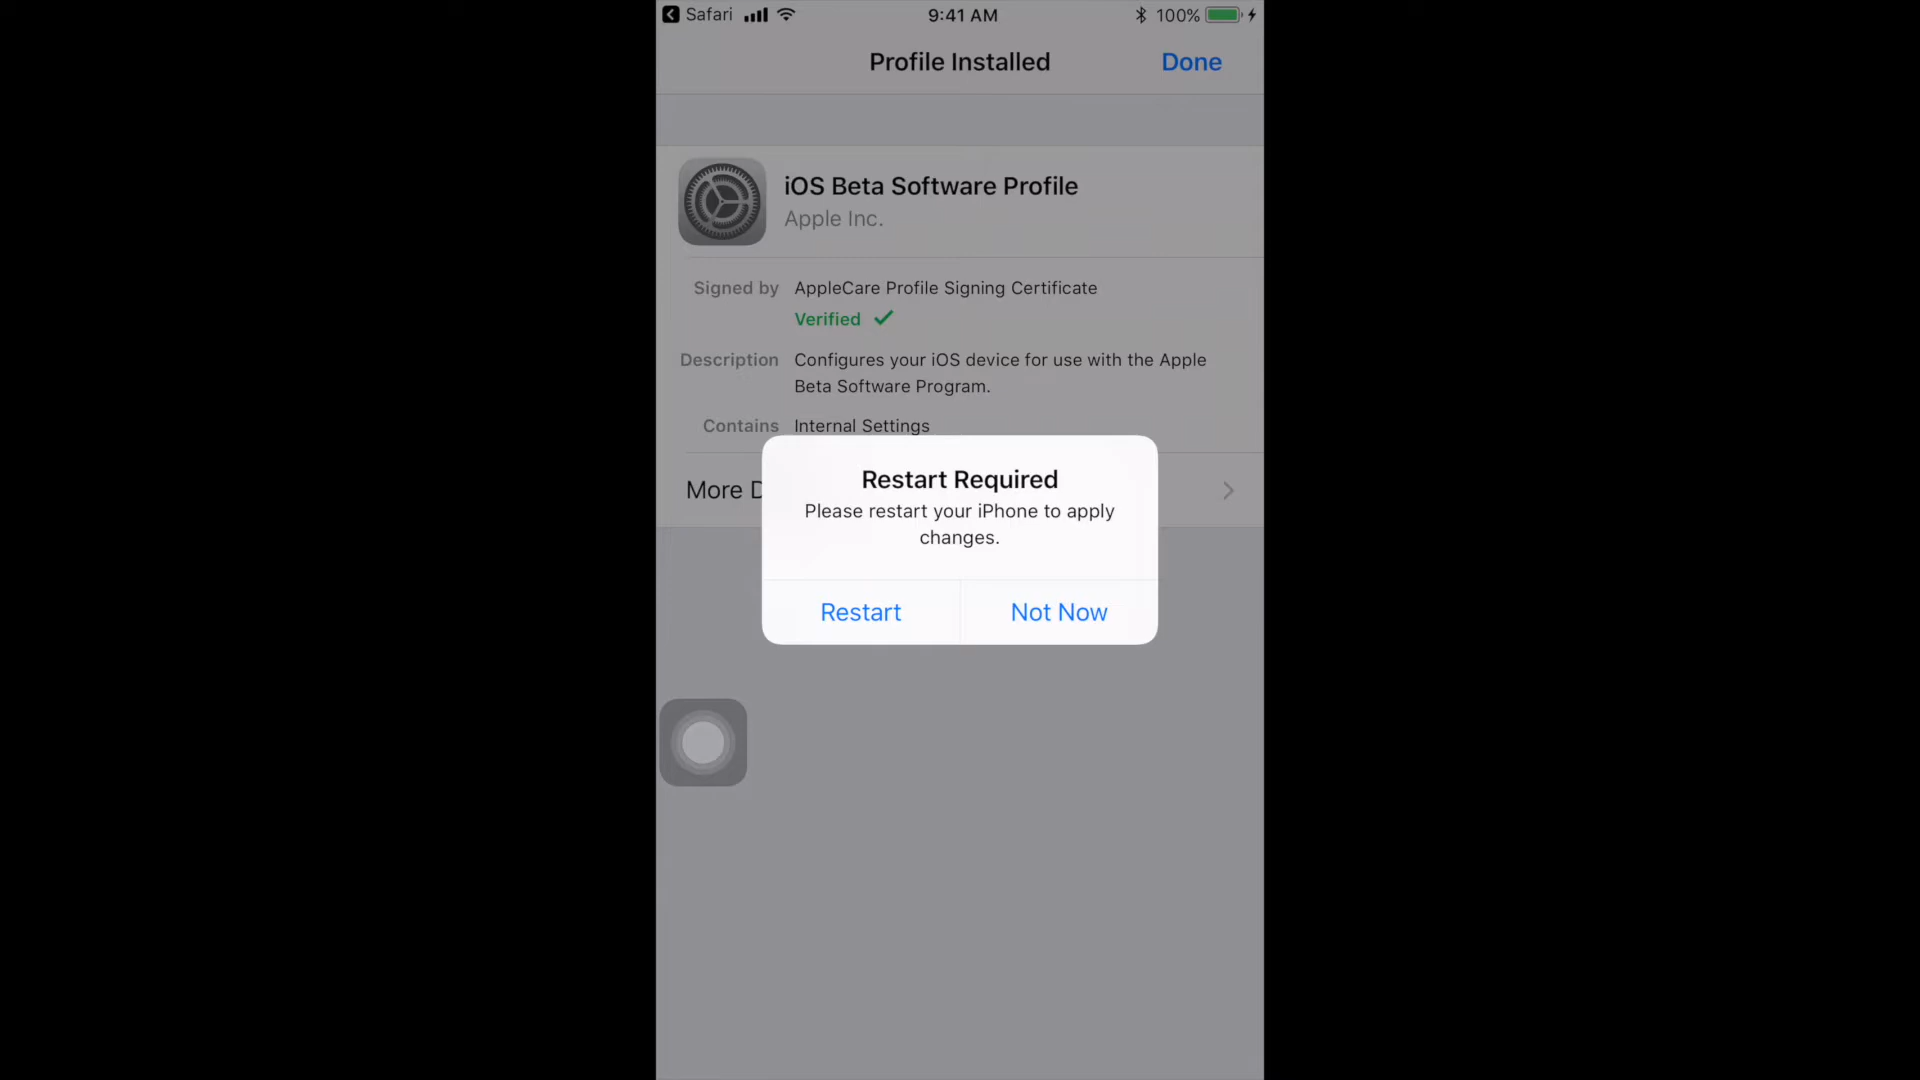 Safari 9:41 AM 100%
Profile Installed Done
iOS Beta Software Profile
Apple Inc.
Signed by AppleCare Profile Signing Certificate
Verified
Description Configures your iOS device for use with the Apple
Beta Software Program.
Contains Internal Settings
More D
Restart Required
Please restart your iPhone to apply
changes.
Restart Not Now